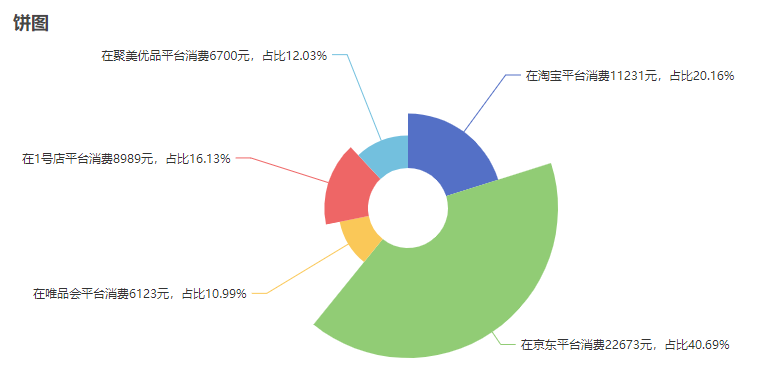 饼图
在聚美优品平台消费6700元，占比12.03%
在淘宝平台消费11231元，占比20.16%
在1号店平台消费8989元，占比16.13%
在唯品会平台消费6123元，占比10.99%
在京东平台消费22673元，占比40.69%